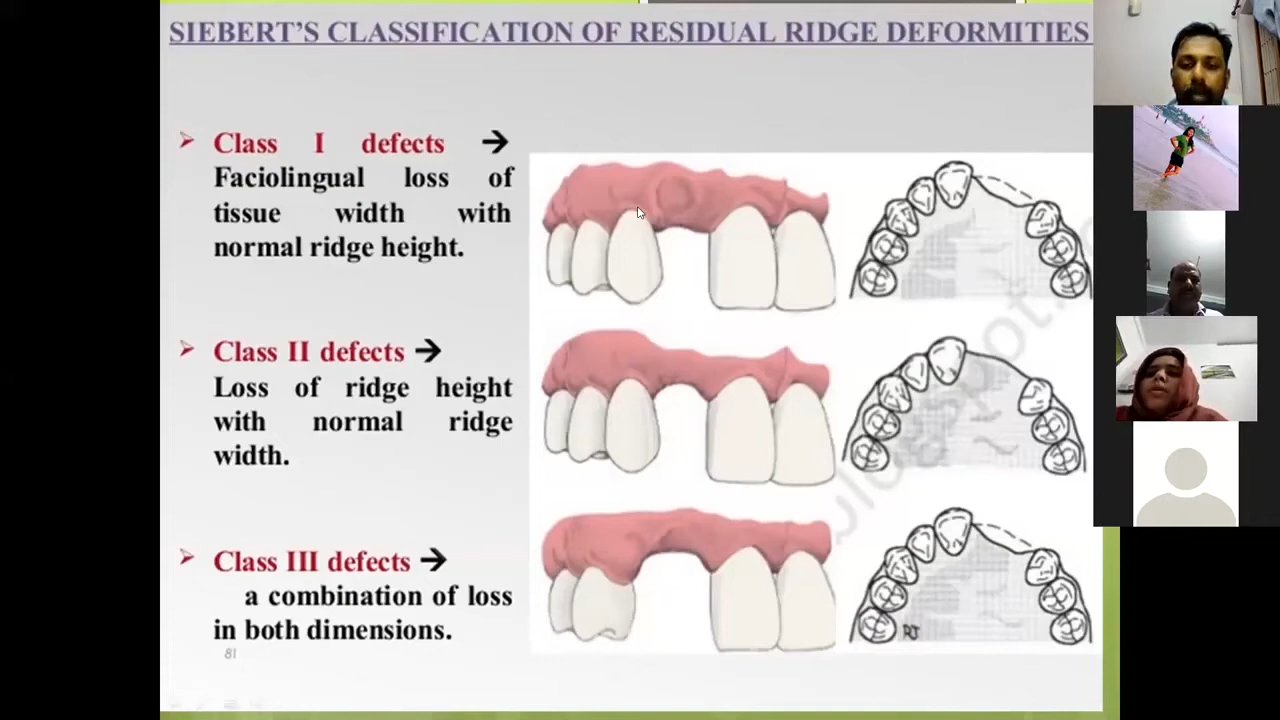 SIEBERT'S CLASSIFICATION OF RESIDUAL RIDGE DEFORMITIES
Class I defects →
Faciolingual loss of
tissue width with
normal ridge height.
Class II defects →
Loss of ridge height
with normal ridge
width.
Class III defects →
a combination of loss
in both dimensions.
81